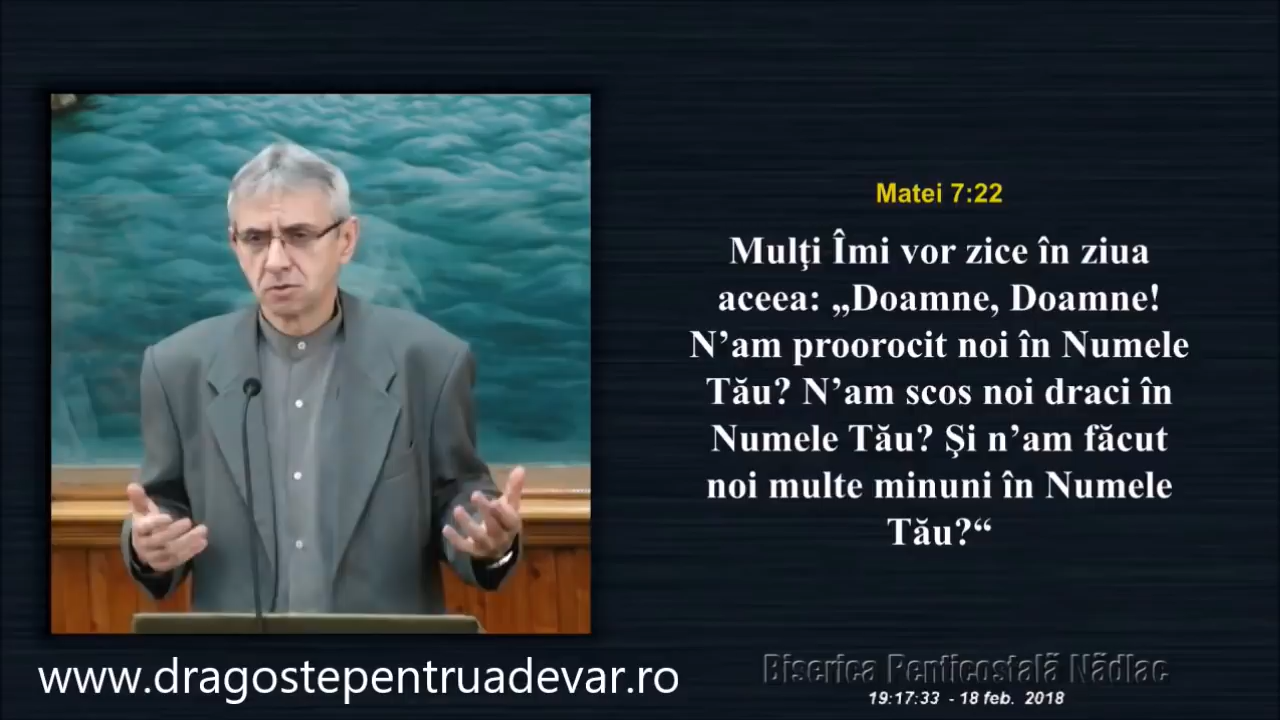 Matei 7:22
Mulţi Îmi vor zice în ziua
aceea: „Doamne, Doamne!
N’am proorocit noi în Numele
Tău? N’am scos noi draci în
Numele Tău? Şi n’am făcut
noi multe minuni în Numele
Tău?“
www.dragostepentruadevar.ro
Biserica Penticostală Nădlac
19:17:33 - 18 feb. 2018